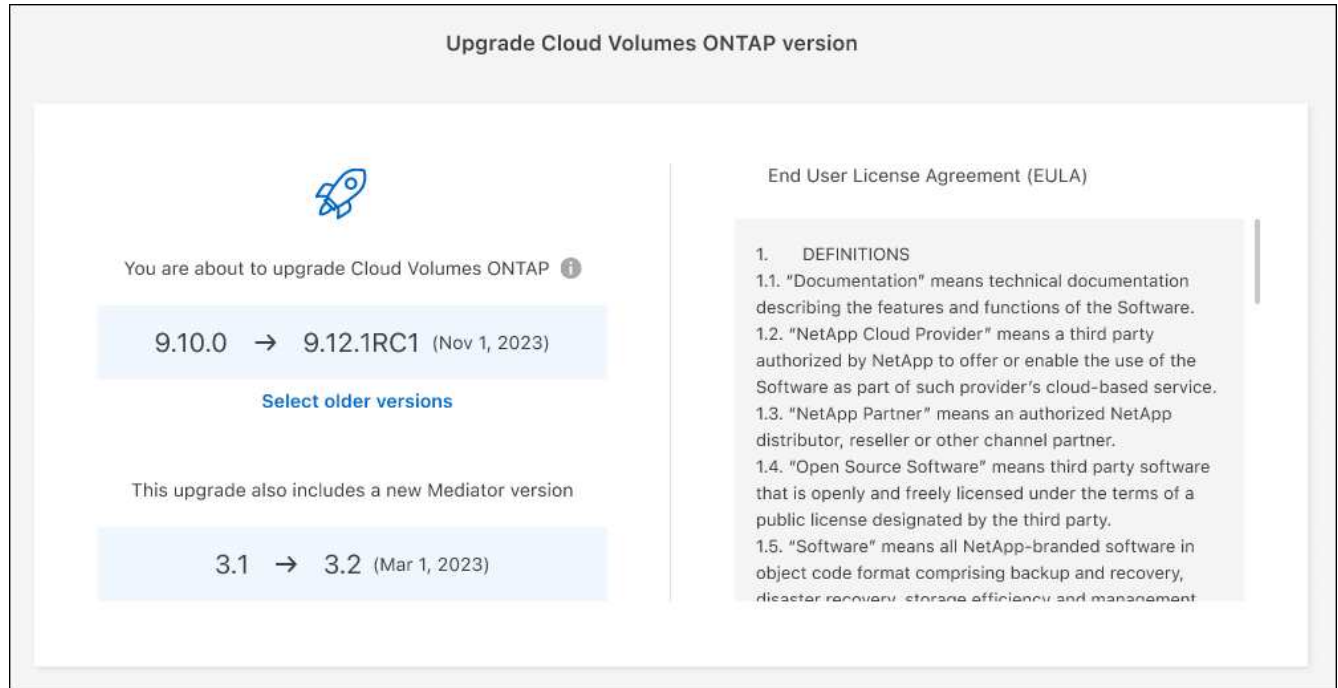 Upgrade Cloud Volumes ONTAP version
You are about to upgrade Cloud Volumes ONTAP
9.10.0 → 9.12.1RC1 (Nov 1, 2023)
Select older versions
This upgrade also includes a new Mediator version
3.1 → 3.2 (Mar 1, 2023)
End User License Agreement (EULA)
1. DEFINITIONS
1.1. “Documentation” means technical documentation
describing the features and functions of the Software.
1.2. “NetApp Cloud Provider” means a third party
authorized by NetApp to offer or enable the use of the
Software as part of such provider’s cloud-based service.
1.3. “NetApp Partner” means an authorized NetApp
distributor, reseller or other channel partner.
1.4. “Open Source Software” means third party software
that is openly and freely licensed under the terms of a
public license designated by the third party.
1.5. “Software” means all NetApp-branded software in
object code format comprising backup and recovery,
disaster recovery, storage efficiency and management